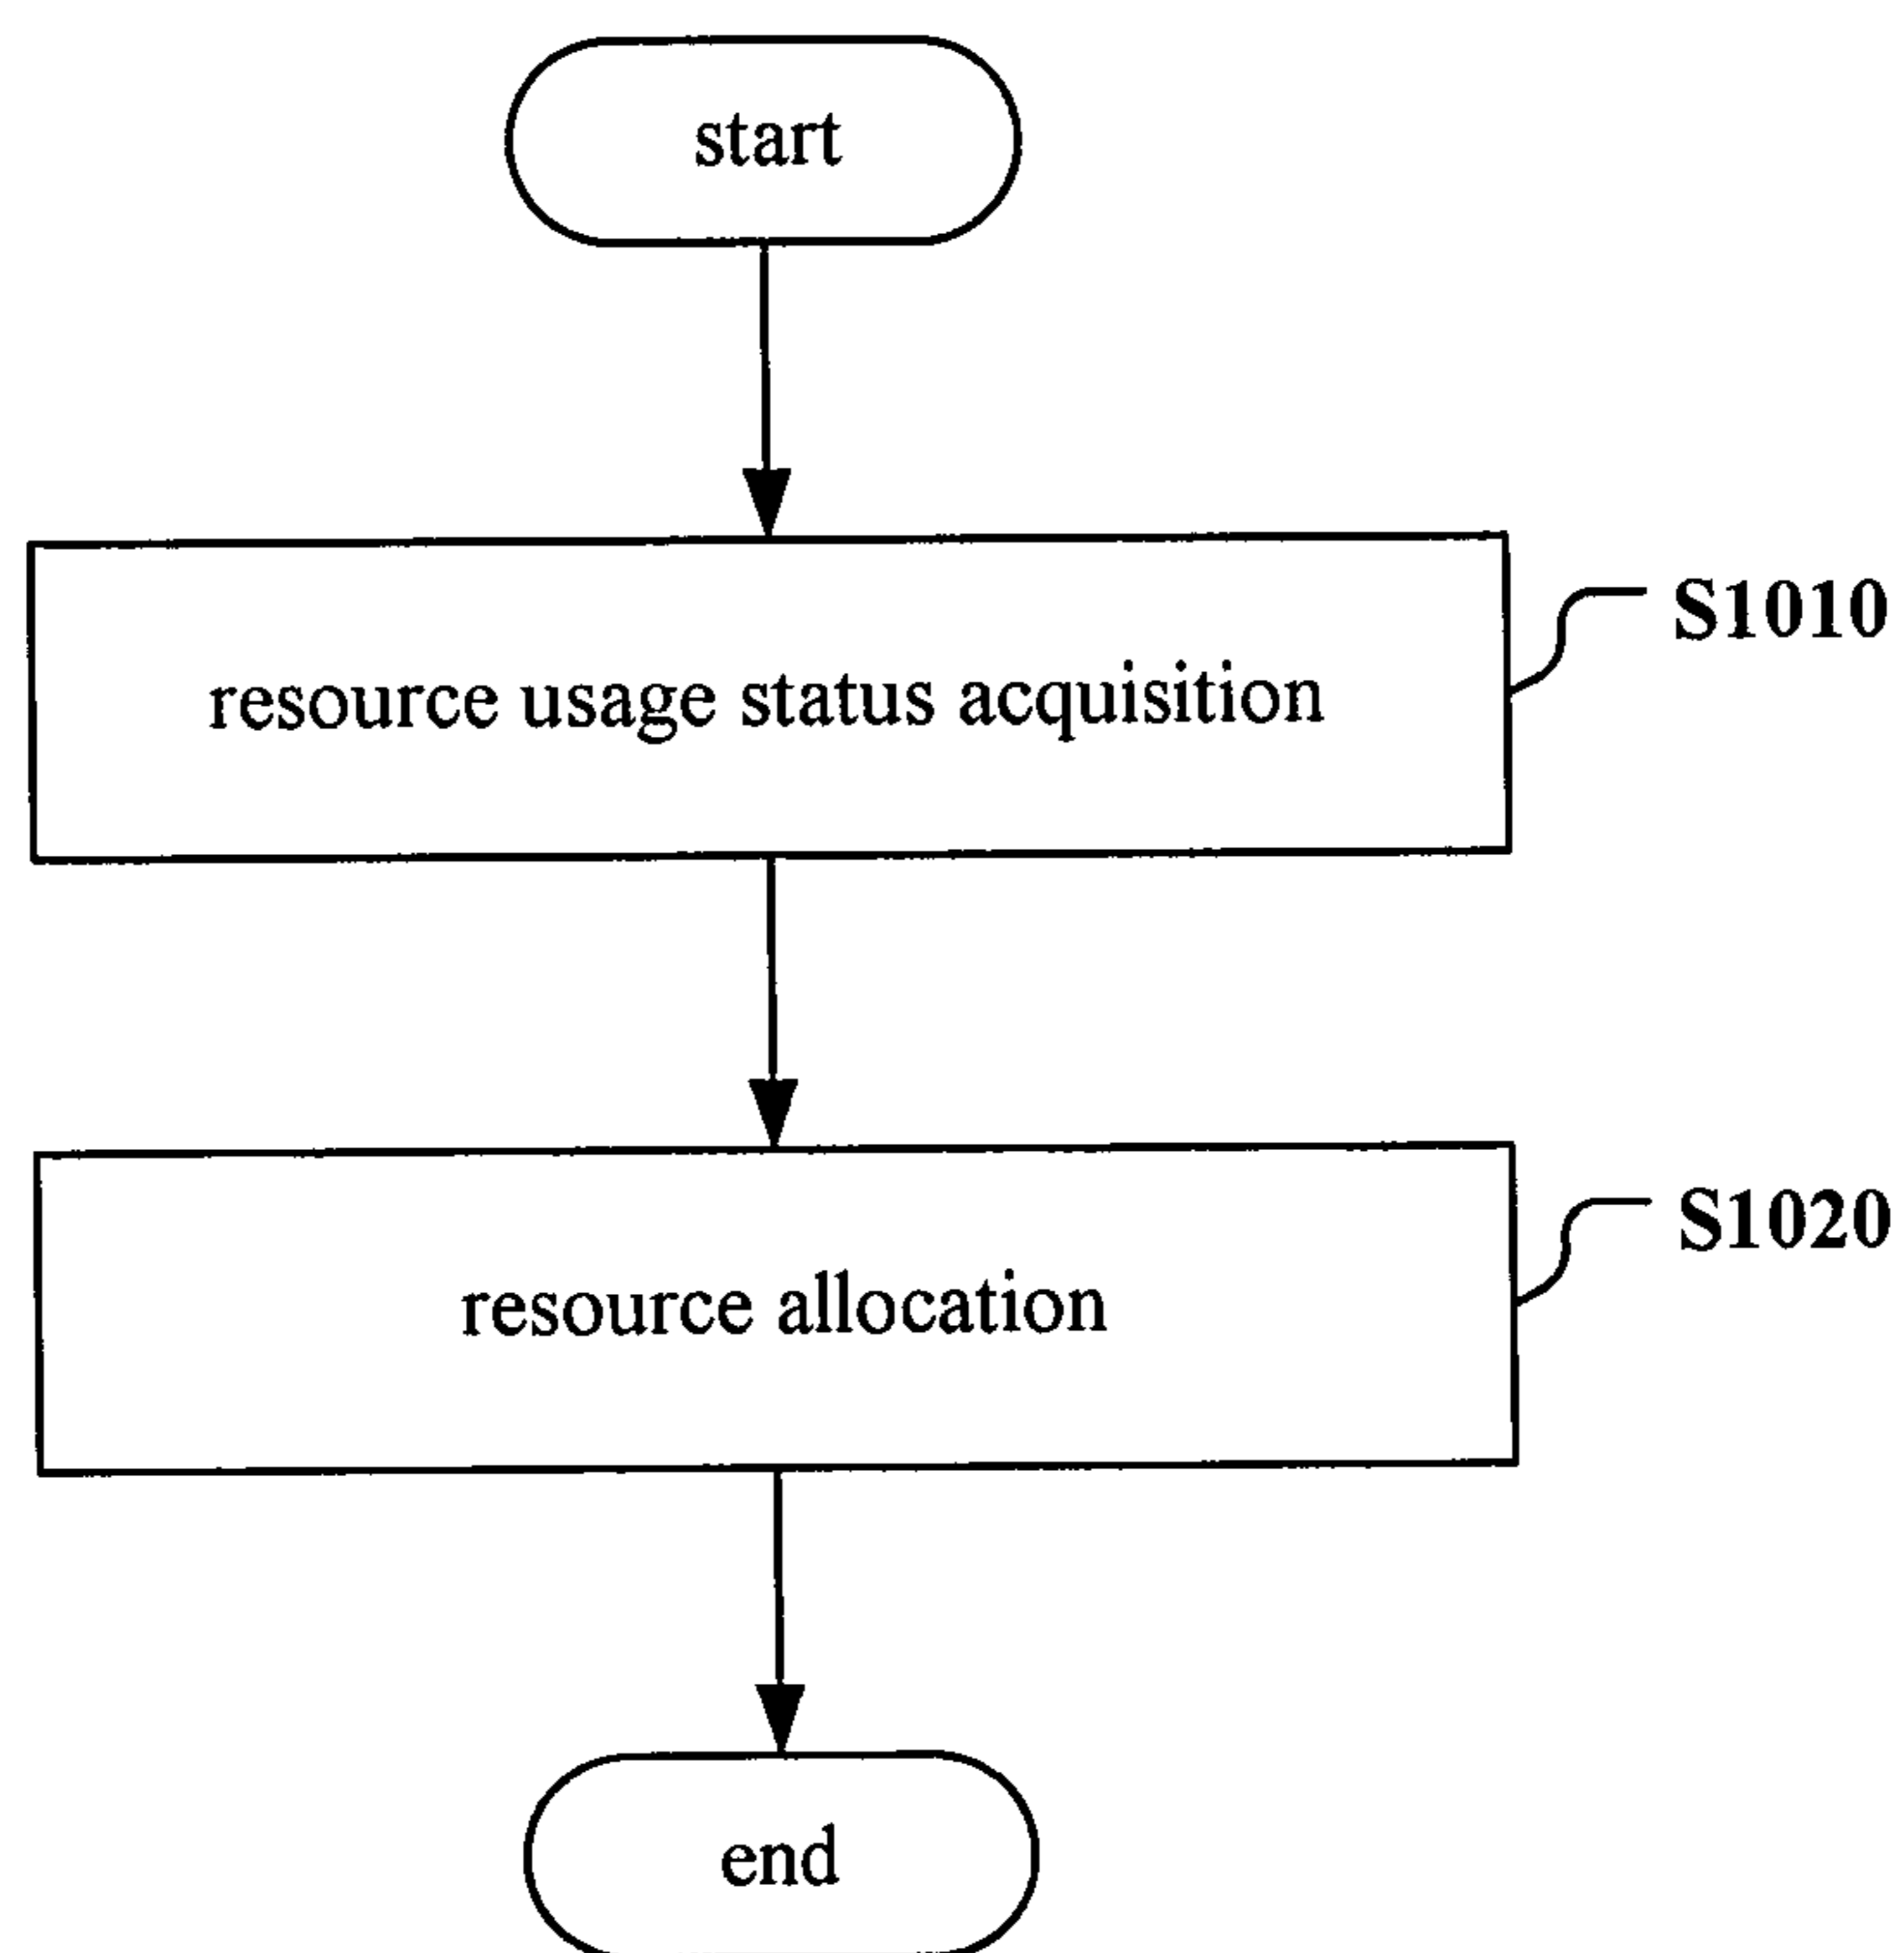 start
resource usage status acquisition
S1010
resource allocation
S1020
end